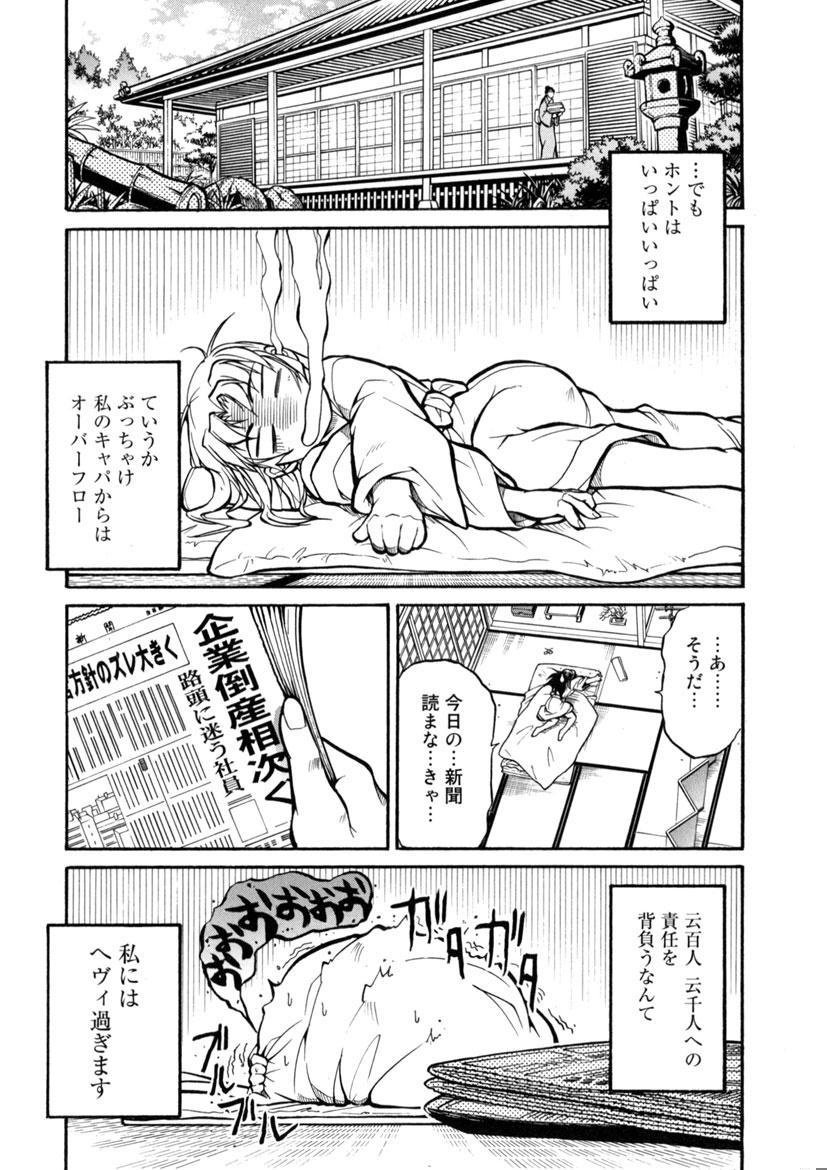 …でも
ホントは
いっぱいいっぱい
ていうか
ぶっちゃけ
私のキャパからは
オーバーフロー
…あ……
そうだ…
今日の…新聞
読まな…きゃ…
新聞
企業倒産相次ぐ
路頭に迷う社員
方針のズレ大きく
云百人 云千人への
責任を
背負うなんて
ガタ
ガタ
おおおおおおお
ブルブル
ブルブル
私には
ヘヴィ過ぎます